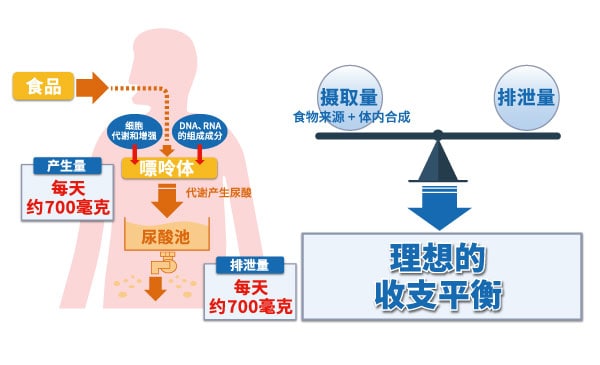 食品
细胞
代谢和增强
DNA、RNA
的组成成分
产生量
每天
约700毫克
嘌呤体
代谢产生尿酸
尿酸池
排泄量
每天
约700毫克
摄取量
食物来源 + 体内合成
排泄量
理想的
收支平衡